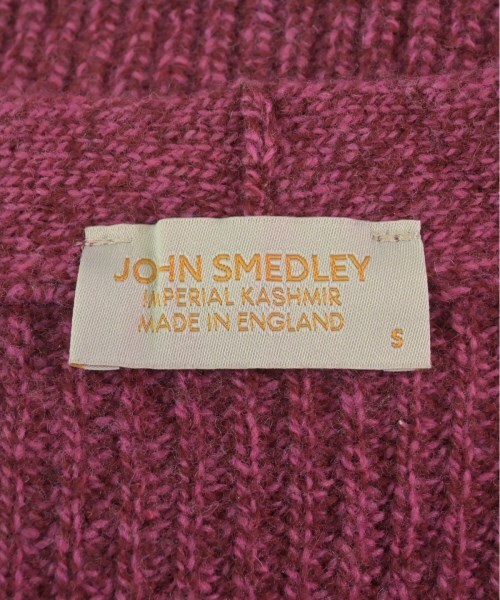 JOHN SMEDLEY
IMPERIAL KASHMIR
MADE IN ENGLAND
S